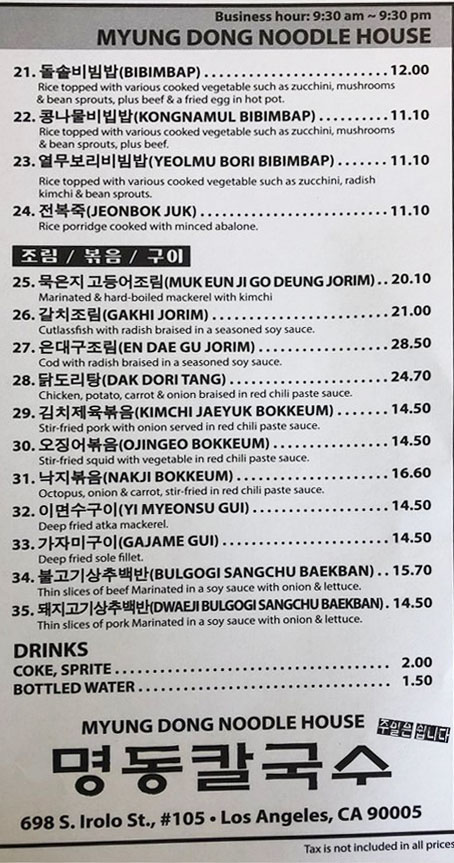 Business hour: 9:30 am ~ 9:30 pm
MYUNG DONG NOODLE HOUSE
21. 돌솥비빔밥(BIBIMBAP) 12.00
Rice topped with various cooked vegetable such as zucchini, mushrooms
& bean sprouts, plus beef & a fried egg in hot pot.
22. 콩나물비빕밥(KONGNAMUL BIBIMBAP) 11.10
Rice topped with various cooked vegetable such as zucchini, mushrooms
& bean sprouts, plus beef.
23. 열무보리비빔밥(YEOLMU BORI BIBIMBAP) 11.10
Rice topped with various cooked vegetable such as zucchini, radish
kimchi & bean sprouts.
24. 전복죽(JEONBOK JUK) 11.10
Rice porridge cooked with minced abalone.
조림 / 볶음 / 구이
25. 묵은지 고등어조림(MUK EUN JI GO DEUNG JORIM) 20.10
Marinated & hard-boiled mackerel with kimchi
26. 갈치조림(GAKHI JORIM) 21.00
Cutlassfish with radish braised in a seasoned soy sauce.
27. 은대구조림(EN DAE GU JORIM) 28.50
Cod with radish braised in a seasoned soy sauce.
28. 닭도리탕(DAK DORI TANG) 24.70
Chicken, potato, carrot & onion braised in red chili paste sauce.
29. 김치제육볶음(KIMCHI JAEYUK BOKKEUM) 14.50
Stir-fried pork with onion served in red chili paste sauce.
30. 오징어볶음(OJINGEO BOKKEUM) 14.50
Stir-fried squid with vegetable in red chili paste sauce.
31. 낙지볶음(NAKJI BOKKEUM) 16.60
Octopus, onion & carrot, stir-fried in red chili paste sauce.
32. 이면수구이(YI MYEONSU GUI) 14.50
Deep fried atka mackerel.
33. 가자미구이(GAJAME GUI) 14.50
Deep fried sole fillet.
34. 불고기상추백반(BULGOGI SANGCHU BAEKBAN) 15.70
Thin slices of beef Marinated in a soy sauce with onion & lettuce.
35. 돼지고기상추백반(DWAEJI BULGOGI SANGCHU BAEKBAN) 14.50
Thin slices of pork Marinated in a soy sauce with onion & lettuce.
DRINKS
COKE, SPRITE 2.00
BOTTLED WATER 1.50
MYUNG DONG NOODLE HOUSE
주일은 쉽니다
명동칼국수
698 S. Irolo St., #105 • Los Angeles, CA 90005
Tax is not included in all prices